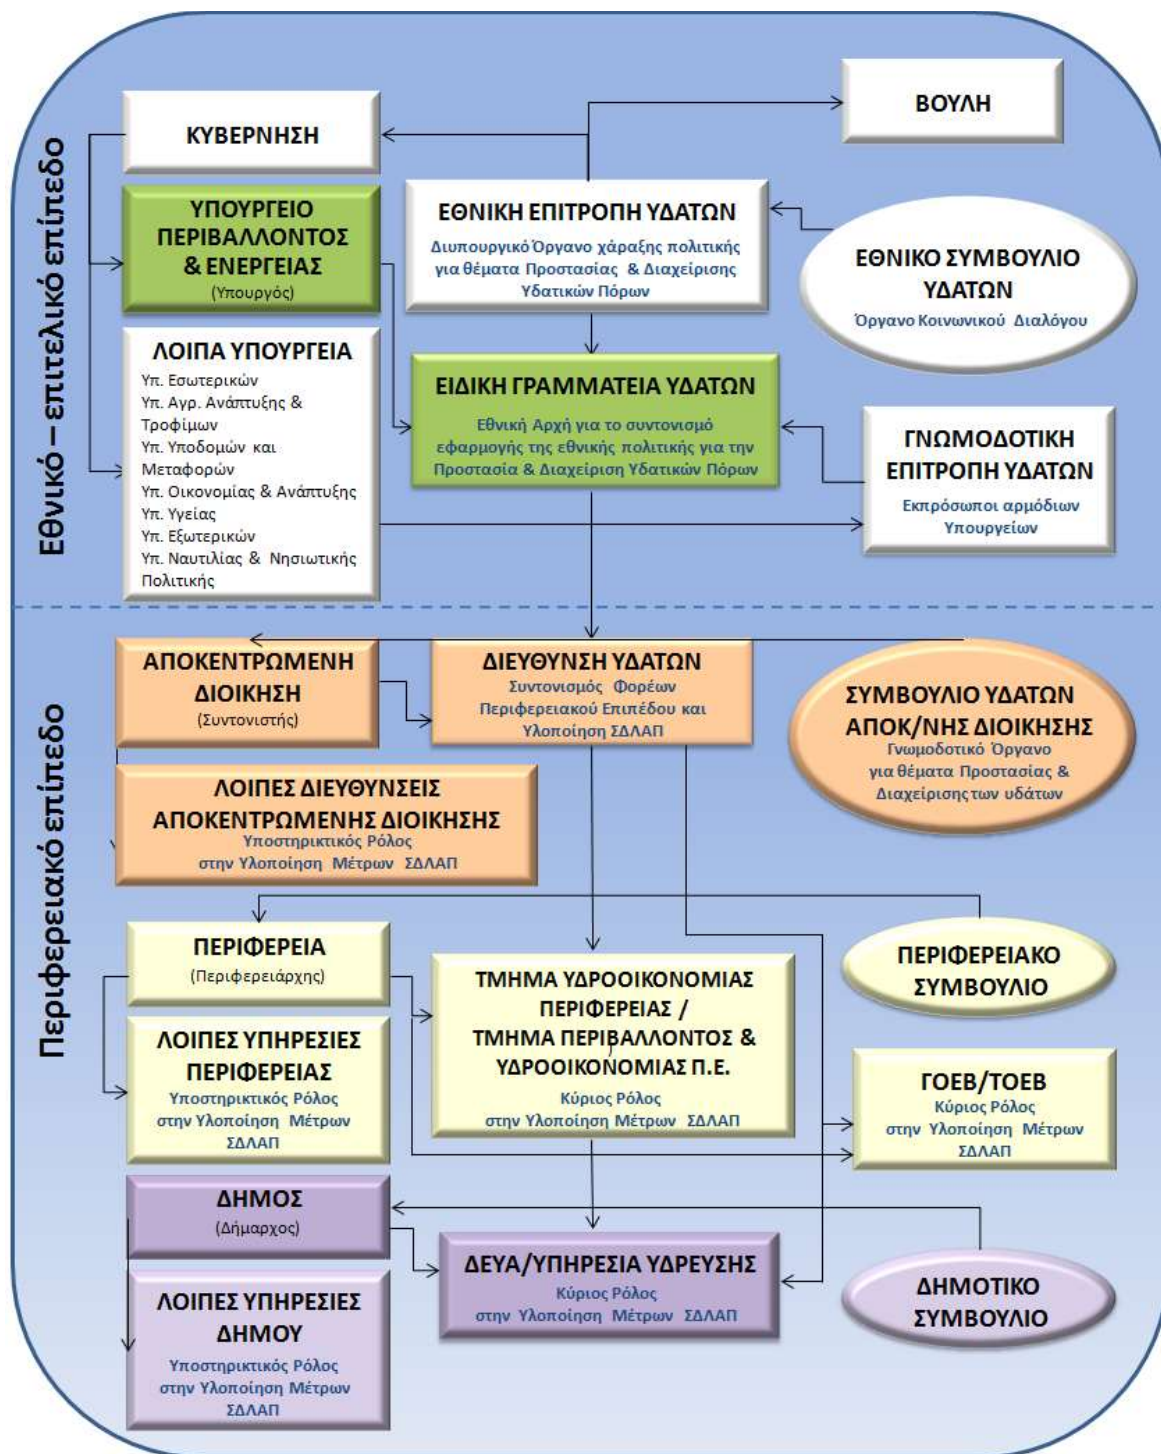 Εθνικό – επιτελικό επίπεδο
ΚΥΒΕΡΝΗΣΗ
ΒΟΥΛΗ
ΥΠΟΥΡΓΕΙΟ
ΠΕΡΙΒΑΛΛΟΝΤΟΣ
& ΕΝΕΡΓΕΙΑΣ
(Υπουργός)
ΕΘΝΙΚΗ ΕΠΙΤΡΟΠΗ ΥΔΑΤΩΝ
Διυπουργικό Όργανο χάραξης πολιτικής
για θέματα Προστασίας & Διαχείρισης
Υδατικών Πόρων
ΕΘΝΙΚΟ ΣΥΜΒΟΥΛΙΟ
ΥΔΑΤΩΝ
Όργανο Κοινωνικού Διαλόγου
ΛΟΙΠΑ ΥΠΟΥΡΓΕΙΑ
Υπ. Εσωτερικών
Υπ. Αγρ. Ανάπτυξης &
Τροφίμων
Υπ. Υποδομών και
Μεταφορών
Υπ. Οικονομίας & Ανάπτυξης
Υπ. Υγείας
Υπ. Εξωτερικών
Υπ. Ναυτιλίας & Νησιωτικής
Πολιτικής
ΕΙΔΙΚΗ ΓΡΑΜΜΑΤΕΙΑ ΥΔΑΤΩΝ
Εθνική Αρχή για το συντονισμό
εφαρμογής της εθνικής πολιτικής για την
Προστασία & Διαχείριση Υδατικών Πόρων
ΓΝΩΜΟΔΟΤΙΚΗ
ΕΠΙΤΡΟΠΗ ΥΔΑΤΩΝ
Εκπρόσωποι αρμόδιων
Υπουργείων
Περιφερειακό επίπεδο
ΑΠΟΚΕΝΤΡΩΜΕΝΗ
ΔΙΟΙΚΗΣΗ
(Συντονιστής)
ΔΙΕΥΘΥΝΣΗ ΥΔΑΤΩΝ
Συντονισμός Φορέων
Περιφερειακού Επιπέδου και
Υλοποίηση ΣΔΛΑΠ
ΣΥΜΒΟΥΛΙΟ ΥΔΑΤΩΝ
ΑΠΟΚ/ΝΗΣ ΔΙΟΙΚΗΣΗΣ
Γνωμοδοτικό Όργανο
για θέματα Προστασίας &
Διαχείρισης των υδάτων
ΛΟΙΠΕΣ ΔΙΕΥΘΥΝΣΕΙΣ
ΑΠΟΚΕΝΤΡΩΜΕΝΗΣ ΔΙΟΙΚΗΣΗΣ
Υποστηρικτικός Ρόλος
στην Υλοποίηση Μέτρων ΣΔΛΑΠ
ΠΕΡΙΦΕΡΕΙΑ
(Περιφερειάρχης)
ΤΜΗΜΑ ΥΔΡΟΟΙΚΟΝΟΜΙΑΣ
ΠΕΡΙΦΕΡΕΙΑΣ /
ΤΜΗΜΑ ΠΕΡΙΒΑΛΛΟΝΤΟΣ &
)
ΥΔΡΟΟΙΚΟΝΟΜΙΑΣ Π.Ε.
Κύριος Ρόλος
στην Υλοποίηση Μέτρων ΣΔΛΑΠ
ΠΕΡΙΦΕΡΕΙΑΚΟ
ΣΥΜΒΟΥΛΙΟ
ΛΟΙΠΕΣ ΥΠΗΡΕΣΙΕΣ
ΠΕΡΙΦΕΡΕΙΑΣ
Υποστηρικτικός Ρόλος
στην Υλοποίηση Μέτρων
ΣΔΛΑΠ
ΓΟΕΒ/ΤΟΕΒ
Κύριος Ρόλος
στην Υλοποίηση Μέτρων
ΣΔΛΑΠ
ΔΗΜΟΣ
(Δήμαρχος)
ΔΕΥΑ/ΥΠΗΡΕΣΙΑ ΥΔΡΕΥΣΗΣ
Κύριος Ρόλος
στην Υλοποίηση Μέτρων ΣΔΛΑΠ
ΔΗΜΟΤΙΚΟ
ΣΥΜΒΟΥΛΙΟ
ΛΟΙΠΕΣ ΥΠΗΡΕΣΙΕΣ
ΔΗΜΟΥ
Υποστηρικτικός Ρόλος
στην Υλοποίηση Μέτρων
ΣΔΛΑΠ